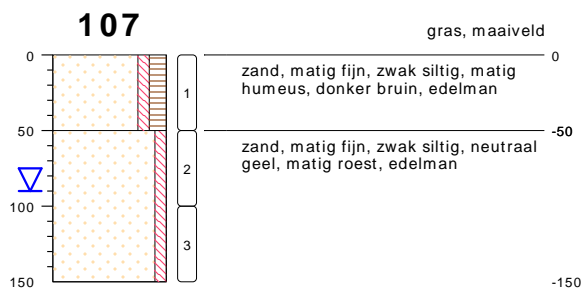 107
gras, maaiveld
0
0
zand, matig fijn, zwak siltig, matig
humeus, donker bruin, edelman
1
50
-50
zand, matig fijn, zwak siltig, neutraal
geel, matig roest, edelman
2
100
3
150
-150